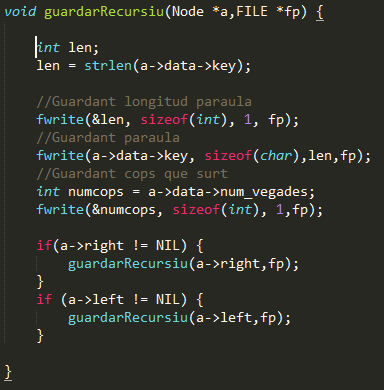 void guardarRecursiu(Node *a,FILE *fp) {
int len;
len = strlen(a->data->key);
//Guardant longitud paraula
fwrite(&len, sizeof(int), 1, fp);
//Guardant paraula
fwrite(a->data->key, sizeof(char),len,fp);
//Guardant cops que surt
int numcops = a->data->num_vegades;
fwrite(&numcops, sizeof(int), 1,fp);
if(a->right != NIL) {
guardarRecursiu(a->right,fp);
}
if (a->left != NIL) {
guardarRecursiu(a->left,fp);
}
}